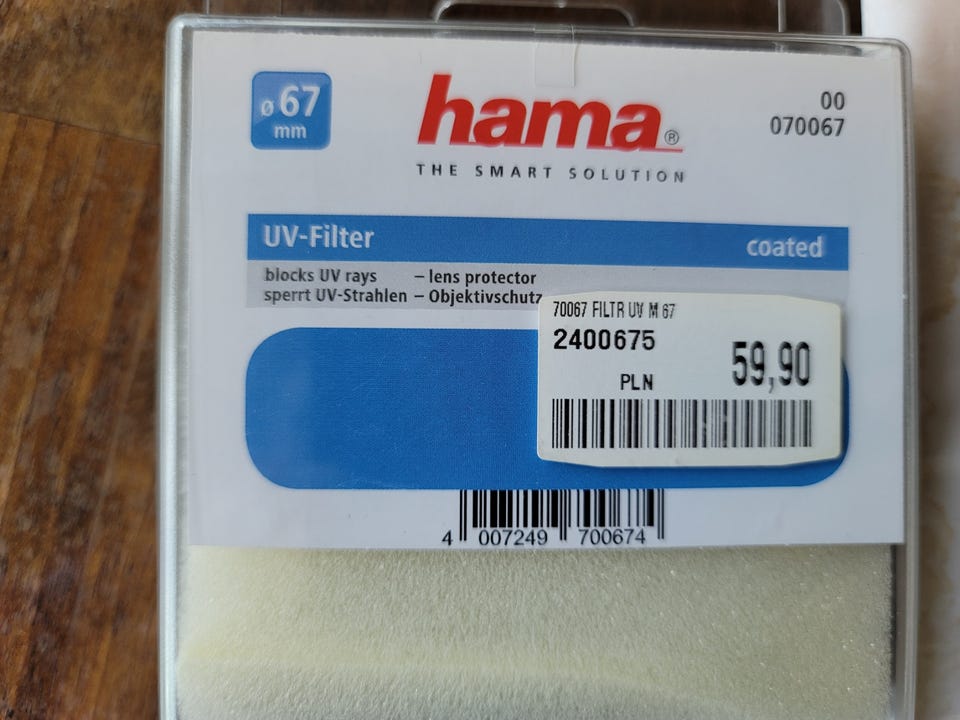 ø 67
mm
hama®
THE SMART SOLUTION
00
070067
UV-Filter coated
blocks UV rays – lens protector
sperrt UV-Strahlen – Objektivschutz
70067 FILTR UV M 67
2400675
PLN 59,90
4 007249 700674